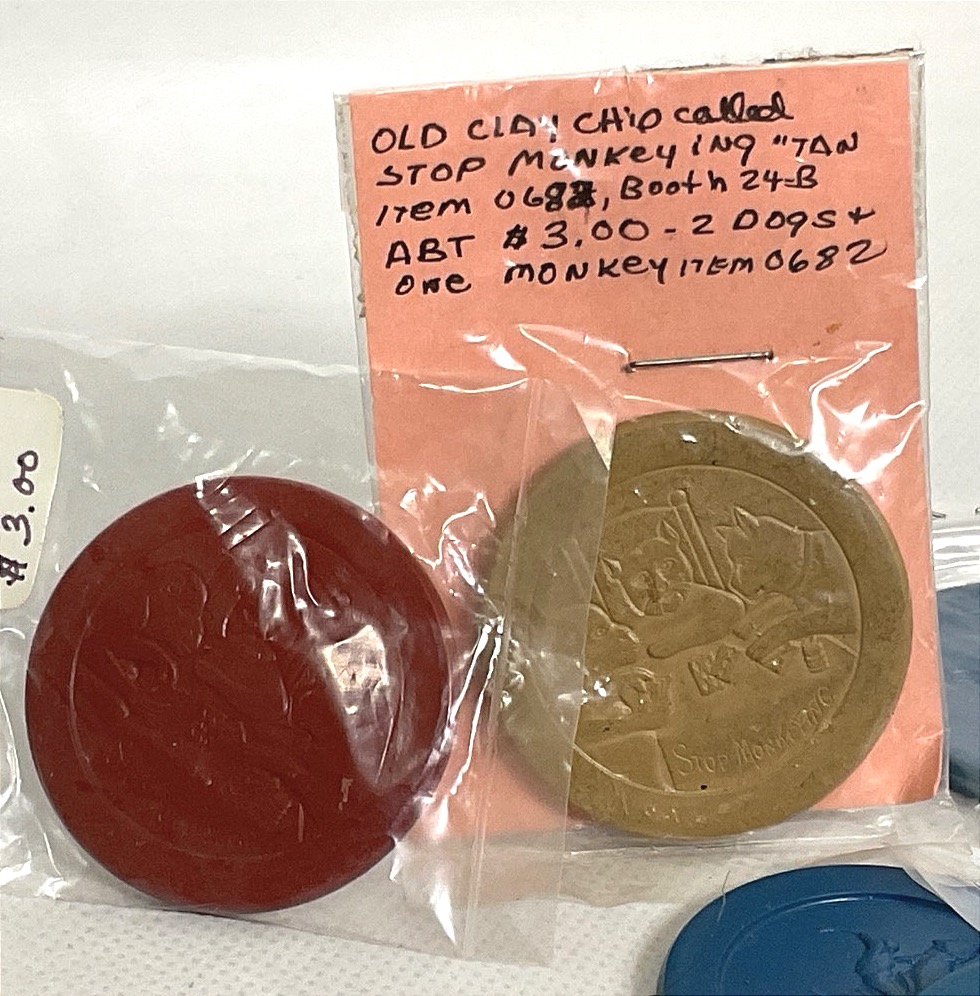 OLD CLAY CHIP called
STOP MONKEYING "TAN
ITEM 068, Booth 24-B
ABT $3.00 - 2 DOgS +
One MONKey ITEM 0682
$3.00
STOP MONKEYING